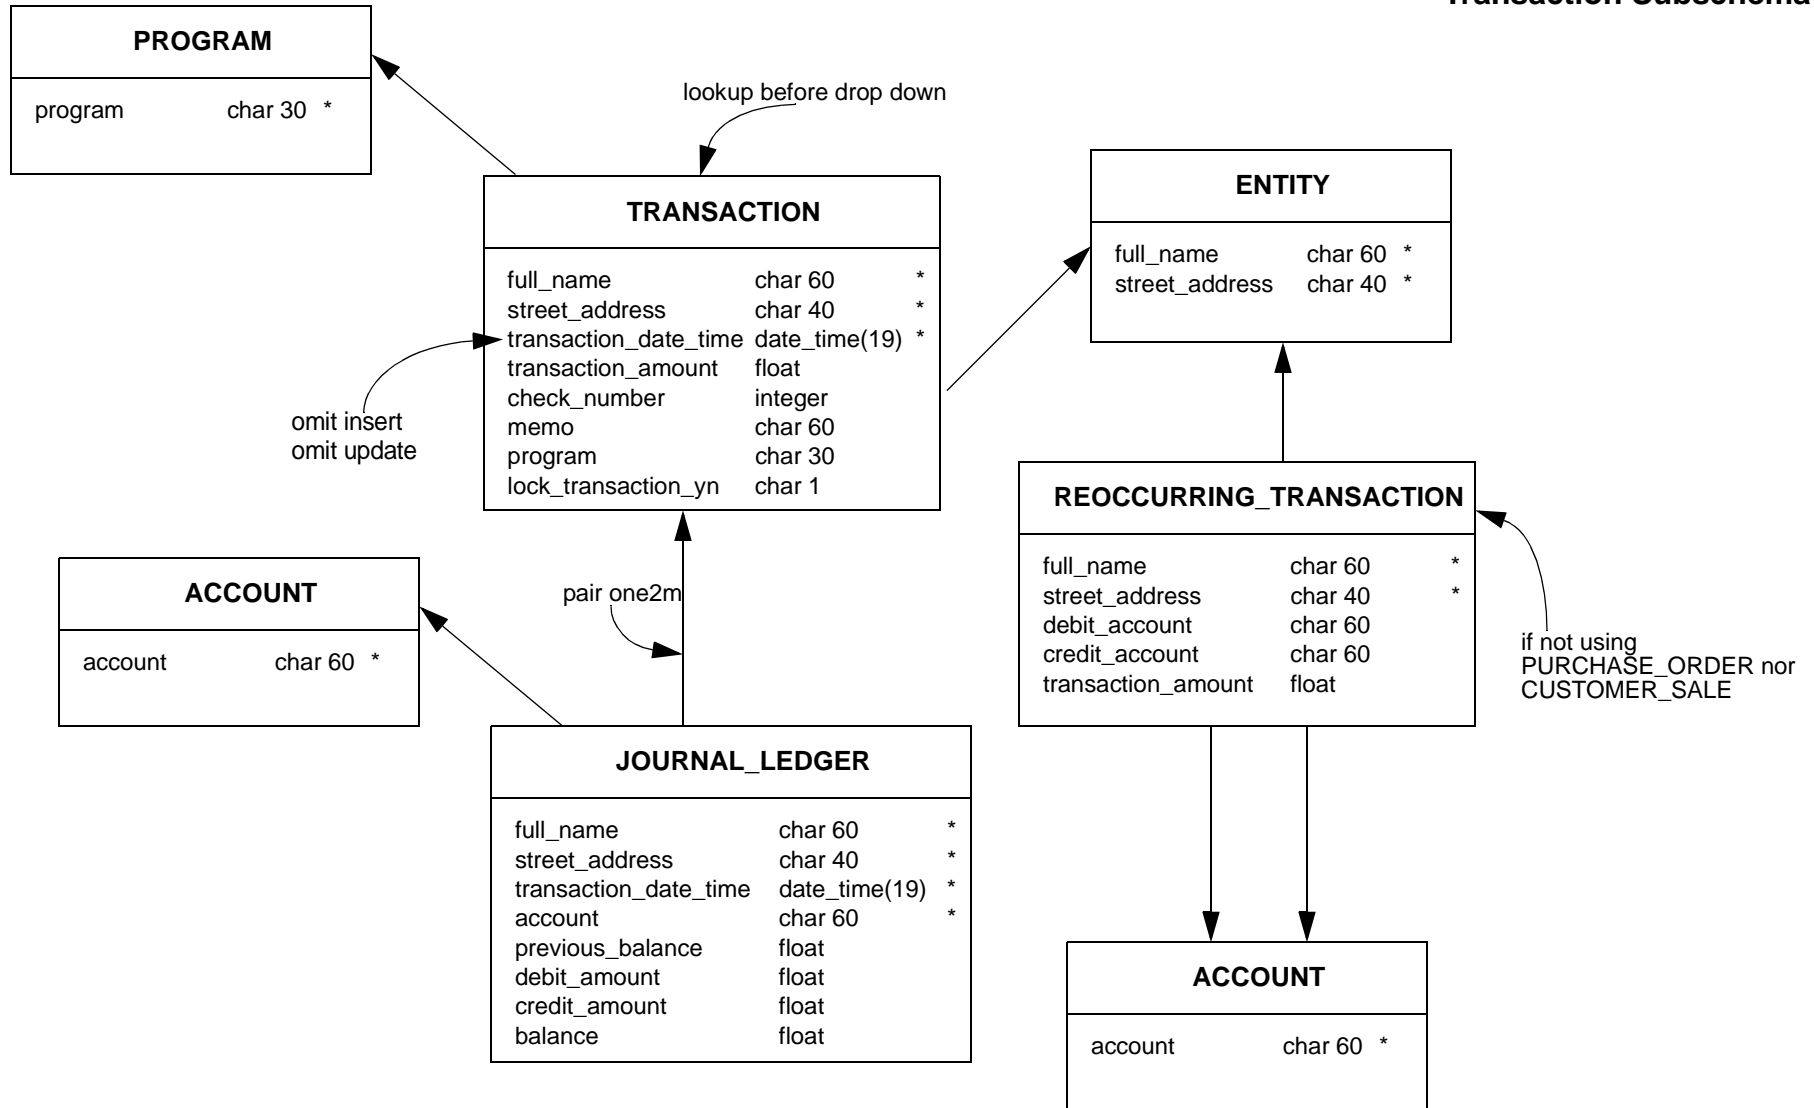 Transaction Subschema
PROGRAM
program char 30 *
lookup before drop down
TRANSACTION
full_name char 60 *
street_address char 40 *
transaction_date_time date_time(19) *
transaction_amount float
check_number integer
memo char 60
program char 30
lock_transaction_yn char 1
omit insert
omit update
ENTITY
full_name char 60 *
street_address char 40 *
REOCCURRING_TRANSACTION
full_name char 60 *
street_address char 40 *
debit_account char 60
credit_account char 60
transaction_amount float
if not using
PURCHASE_ORDER nor
CUSTOMER_SALE
pair one2m
ACCOUNT
account char 60 *
JOURNAL_LEDGER
full_name char 60 *
street_address char 40 *
transaction_date_time date_time(19) *
account char 60 *
previous_balance float
debit_amount float
credit_amount float
balance float
ACCOUNT
account char 60 *